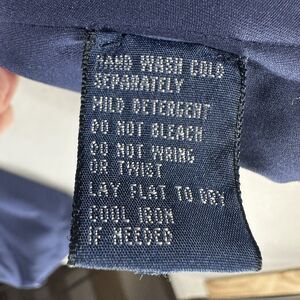 HAND WASH COLD
SEPARATELY
MILD DETERGENT
DO NOT BLEACH
DO NOT WRING
OR TWIST
LAY FLAT TO DRY
COOL IRON
IF NEEDED